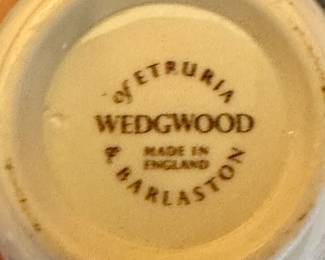 of ETRURIA
WEDGWOOD
MADE IN
ENGLAND
& BARLASTON